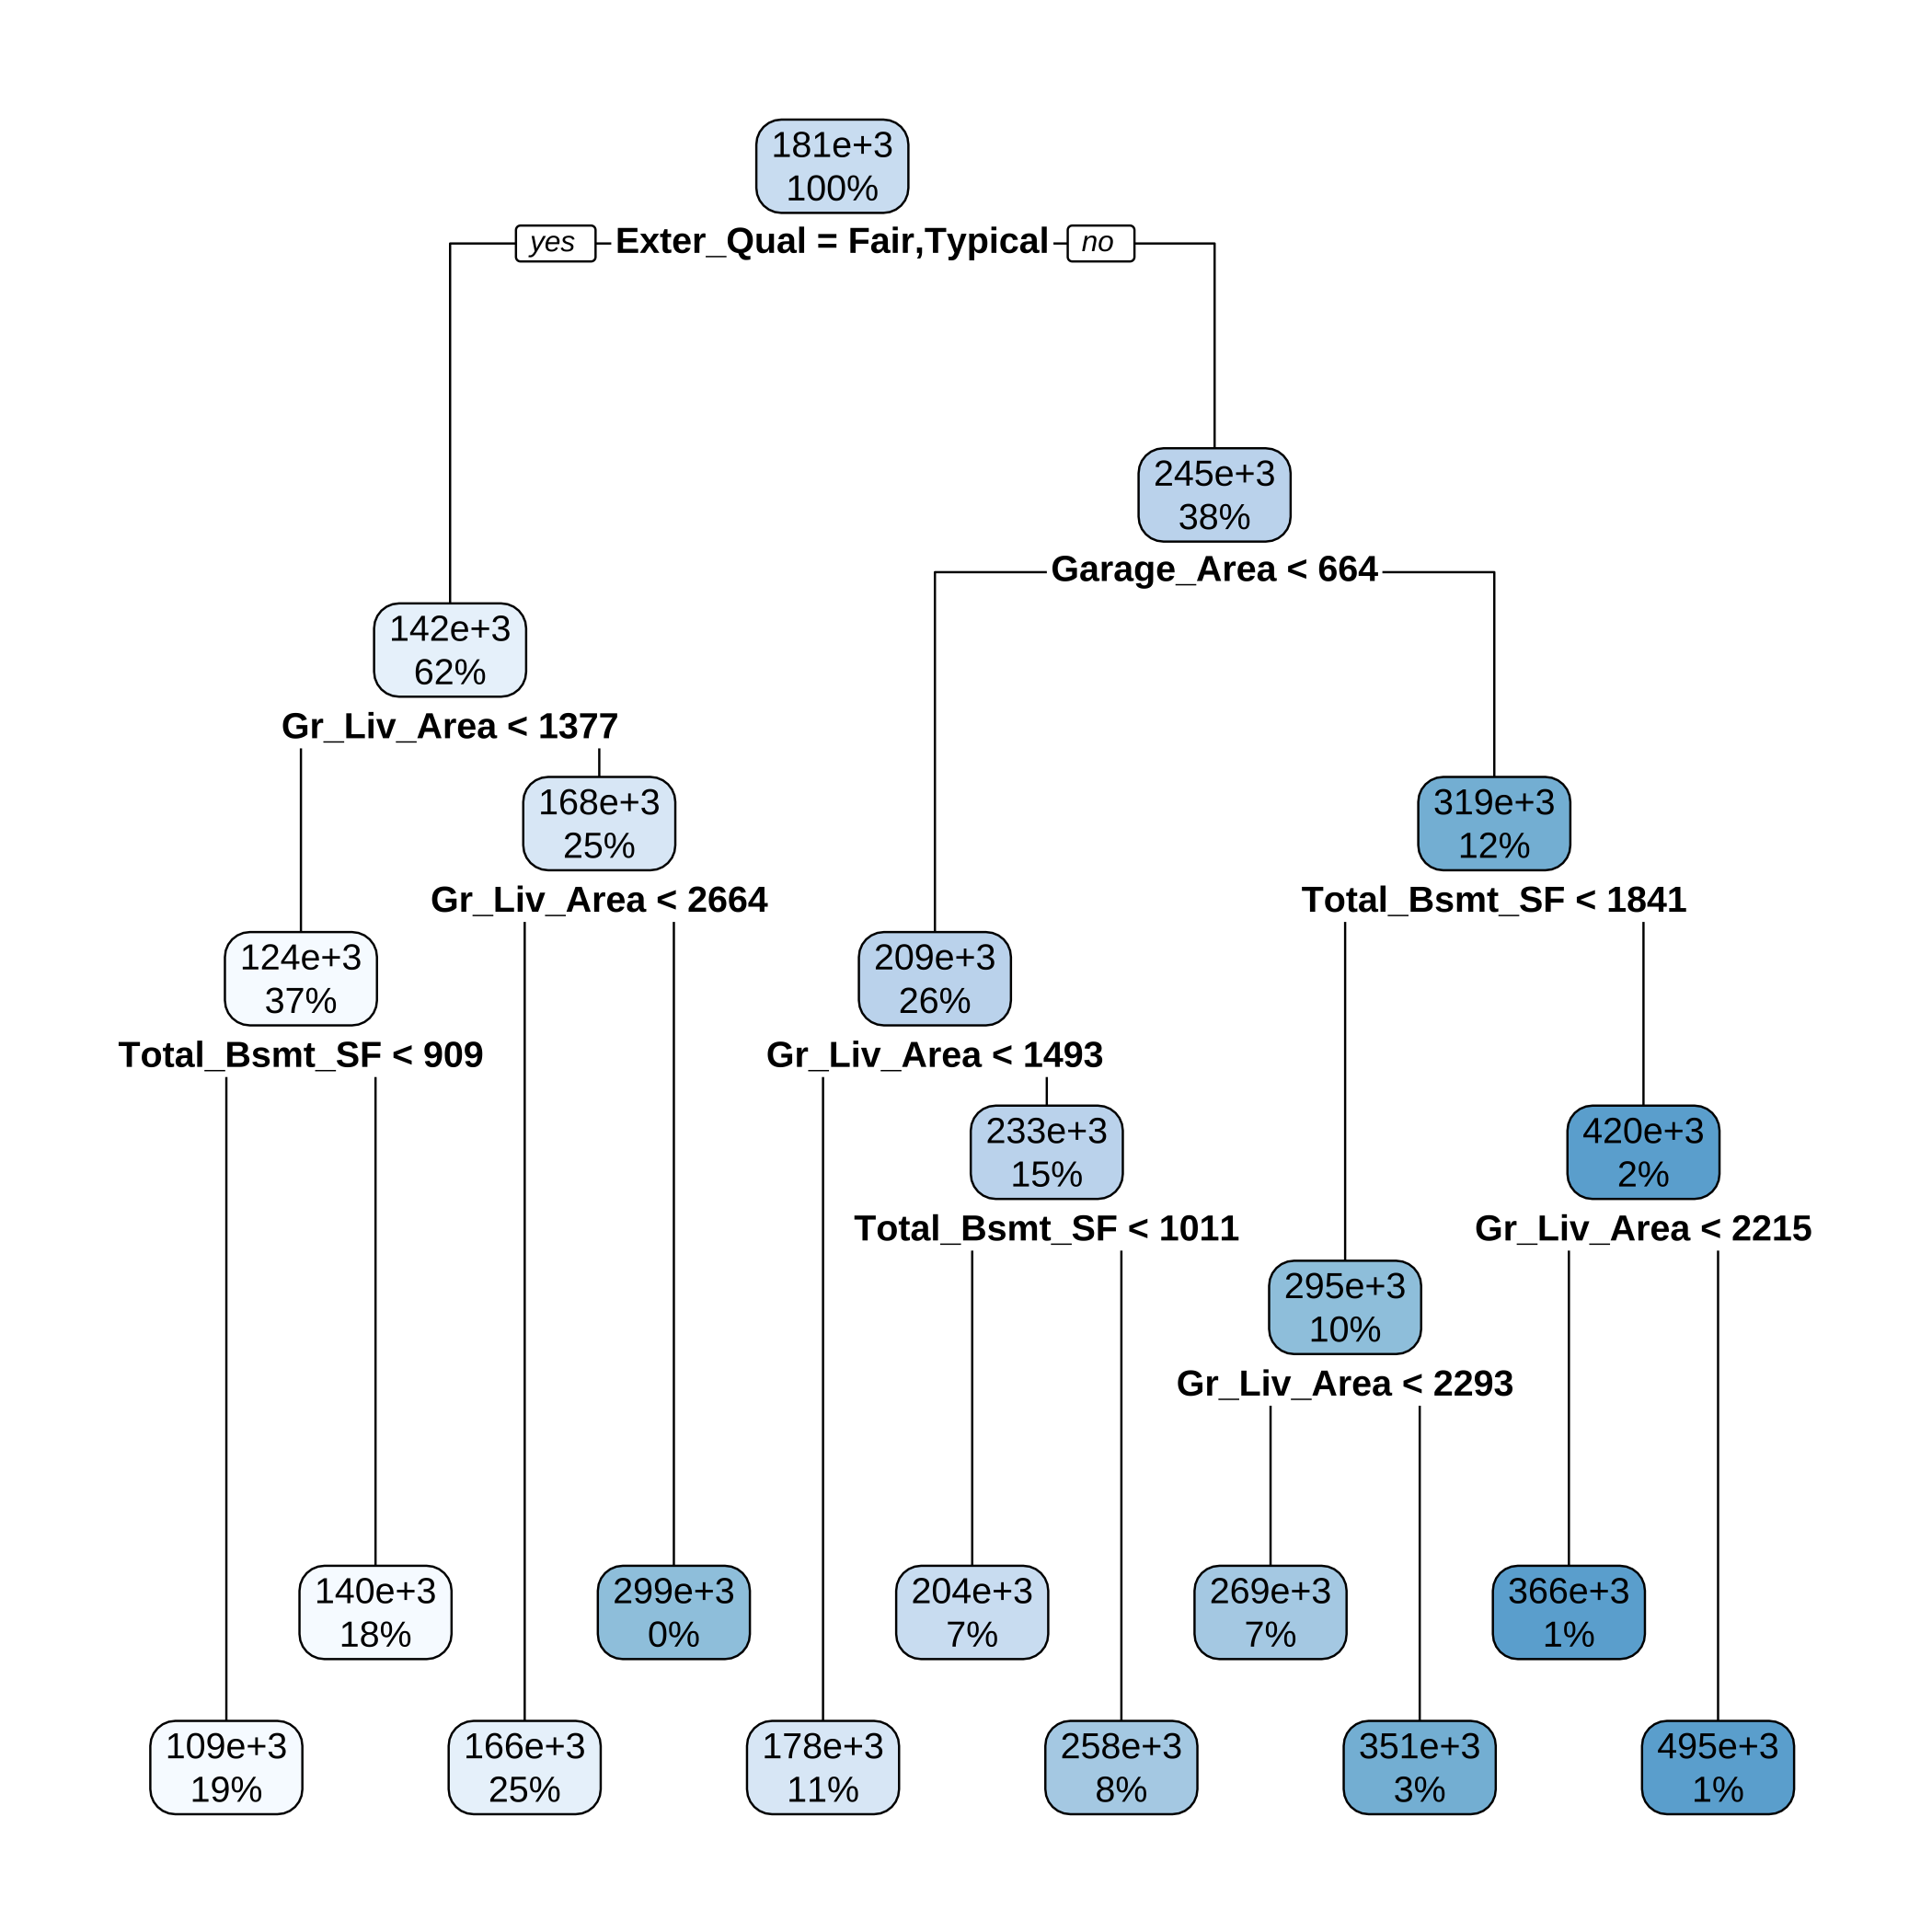 181e+3
100%
yes
Exter_Qual = Fair,Typical
no
245e+3
38%
Garage_Area < 664
142e+3
62%
Gr_Liv_Area < 1377
168e+3
25%
319e+3
12%
Gr_Liv_Area < 2664
Total_Bsmt_SF < 1841
124e+3
37%
209e+3
26%
Total_Bsmt_SF < 909
Gr_Liv_Area < 1493
233e+3
15%
420e+3
2%
Total_Bsmt_SF < 1011
Gr_Liv_Area < 2215
295e+3
10%
Gr_Liv_Area < 2293
140e+3
18%
299e+3
0%
204e+3
7%
269e+3
7%
366e+3
1%
109e+3
19%
166e+3
25%
178e+3
11%
258e+3
8%
351e+3
3%
495e+3
1%